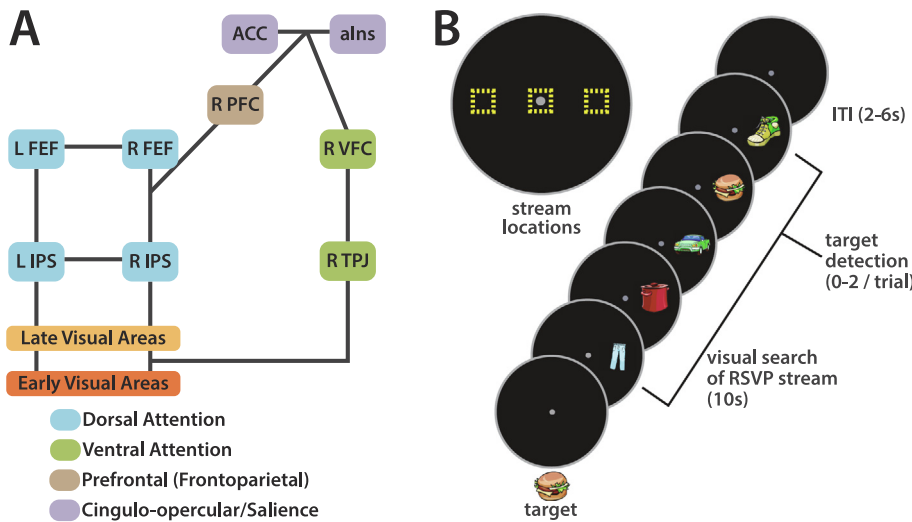 A
ACC
aIns
R PFC
L FEF
R FEF
R VFC
L IPS
R IPS
R TPJ
Late Visual Areas
Early Visual Areas
Dorsal Attention
Ventral Attention
Prefrontal (Frontoparietal)
Cingulo-opercular/Salience
B
stream
locations
ITI (2-6s)
target
detection
(0-2 / trial)
visual search
of RSVP stream
(10s)
target